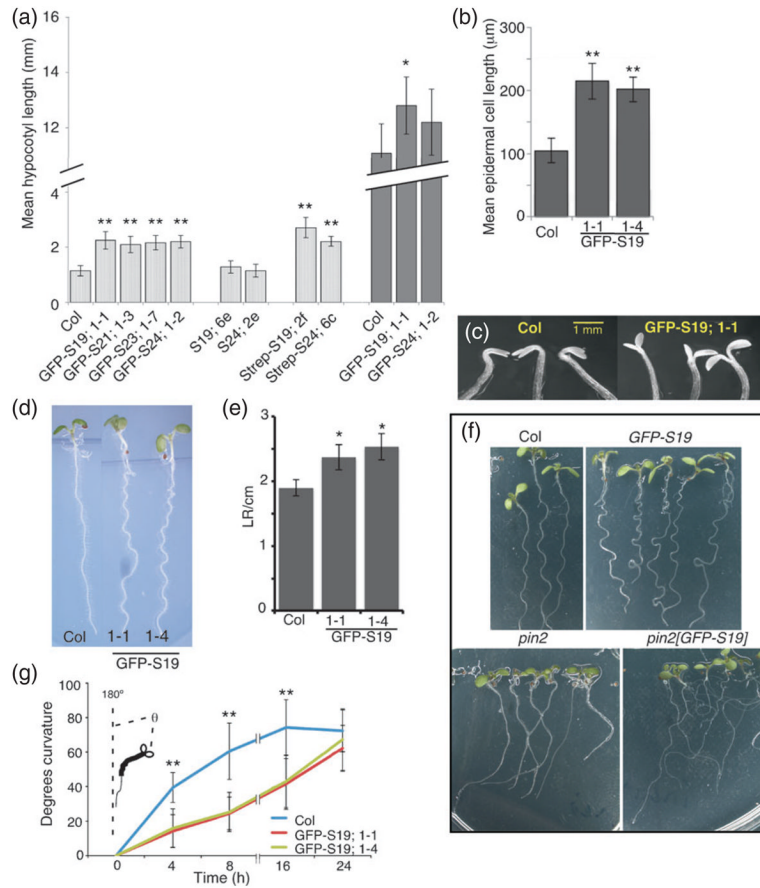 (a)
Mean hypocotyl length (mm)
16
14
12
4
2
0
Col
GFP-S19; 1-1
GFP-S21; 1-3
GFP-S23; 1-7
GFP-S24; 1-2
S19; 6e
S24; 2e
Strep-S19; 2f
Strep-S24; 6c
Col
GFP-S19; 1-1
GFP-S24; 1-2
** ** ** **
** **
*
(b)
Mean epidermal cell length (µm)
300
200
100
0
** **
Col
1-1 1-4
GFP-S19
(c)
Col
1 mm
GFP-S19; 1-1
(d)
Col 1-1 1-4
GFP-S19
(e)
LR/cm
3
2
1
0
* *
Col
1-1 1-4
GFP-S19
(f)
Col GFP-S19
pin2 pin2[GFP-S19]
(g)
Degrees curvature
100
80
60
40
20
0
180º
θ
** ** **
Col
GFP-S19; 1-1
GFP-S19; 1-4
0 4 8 16 24
Time (h)